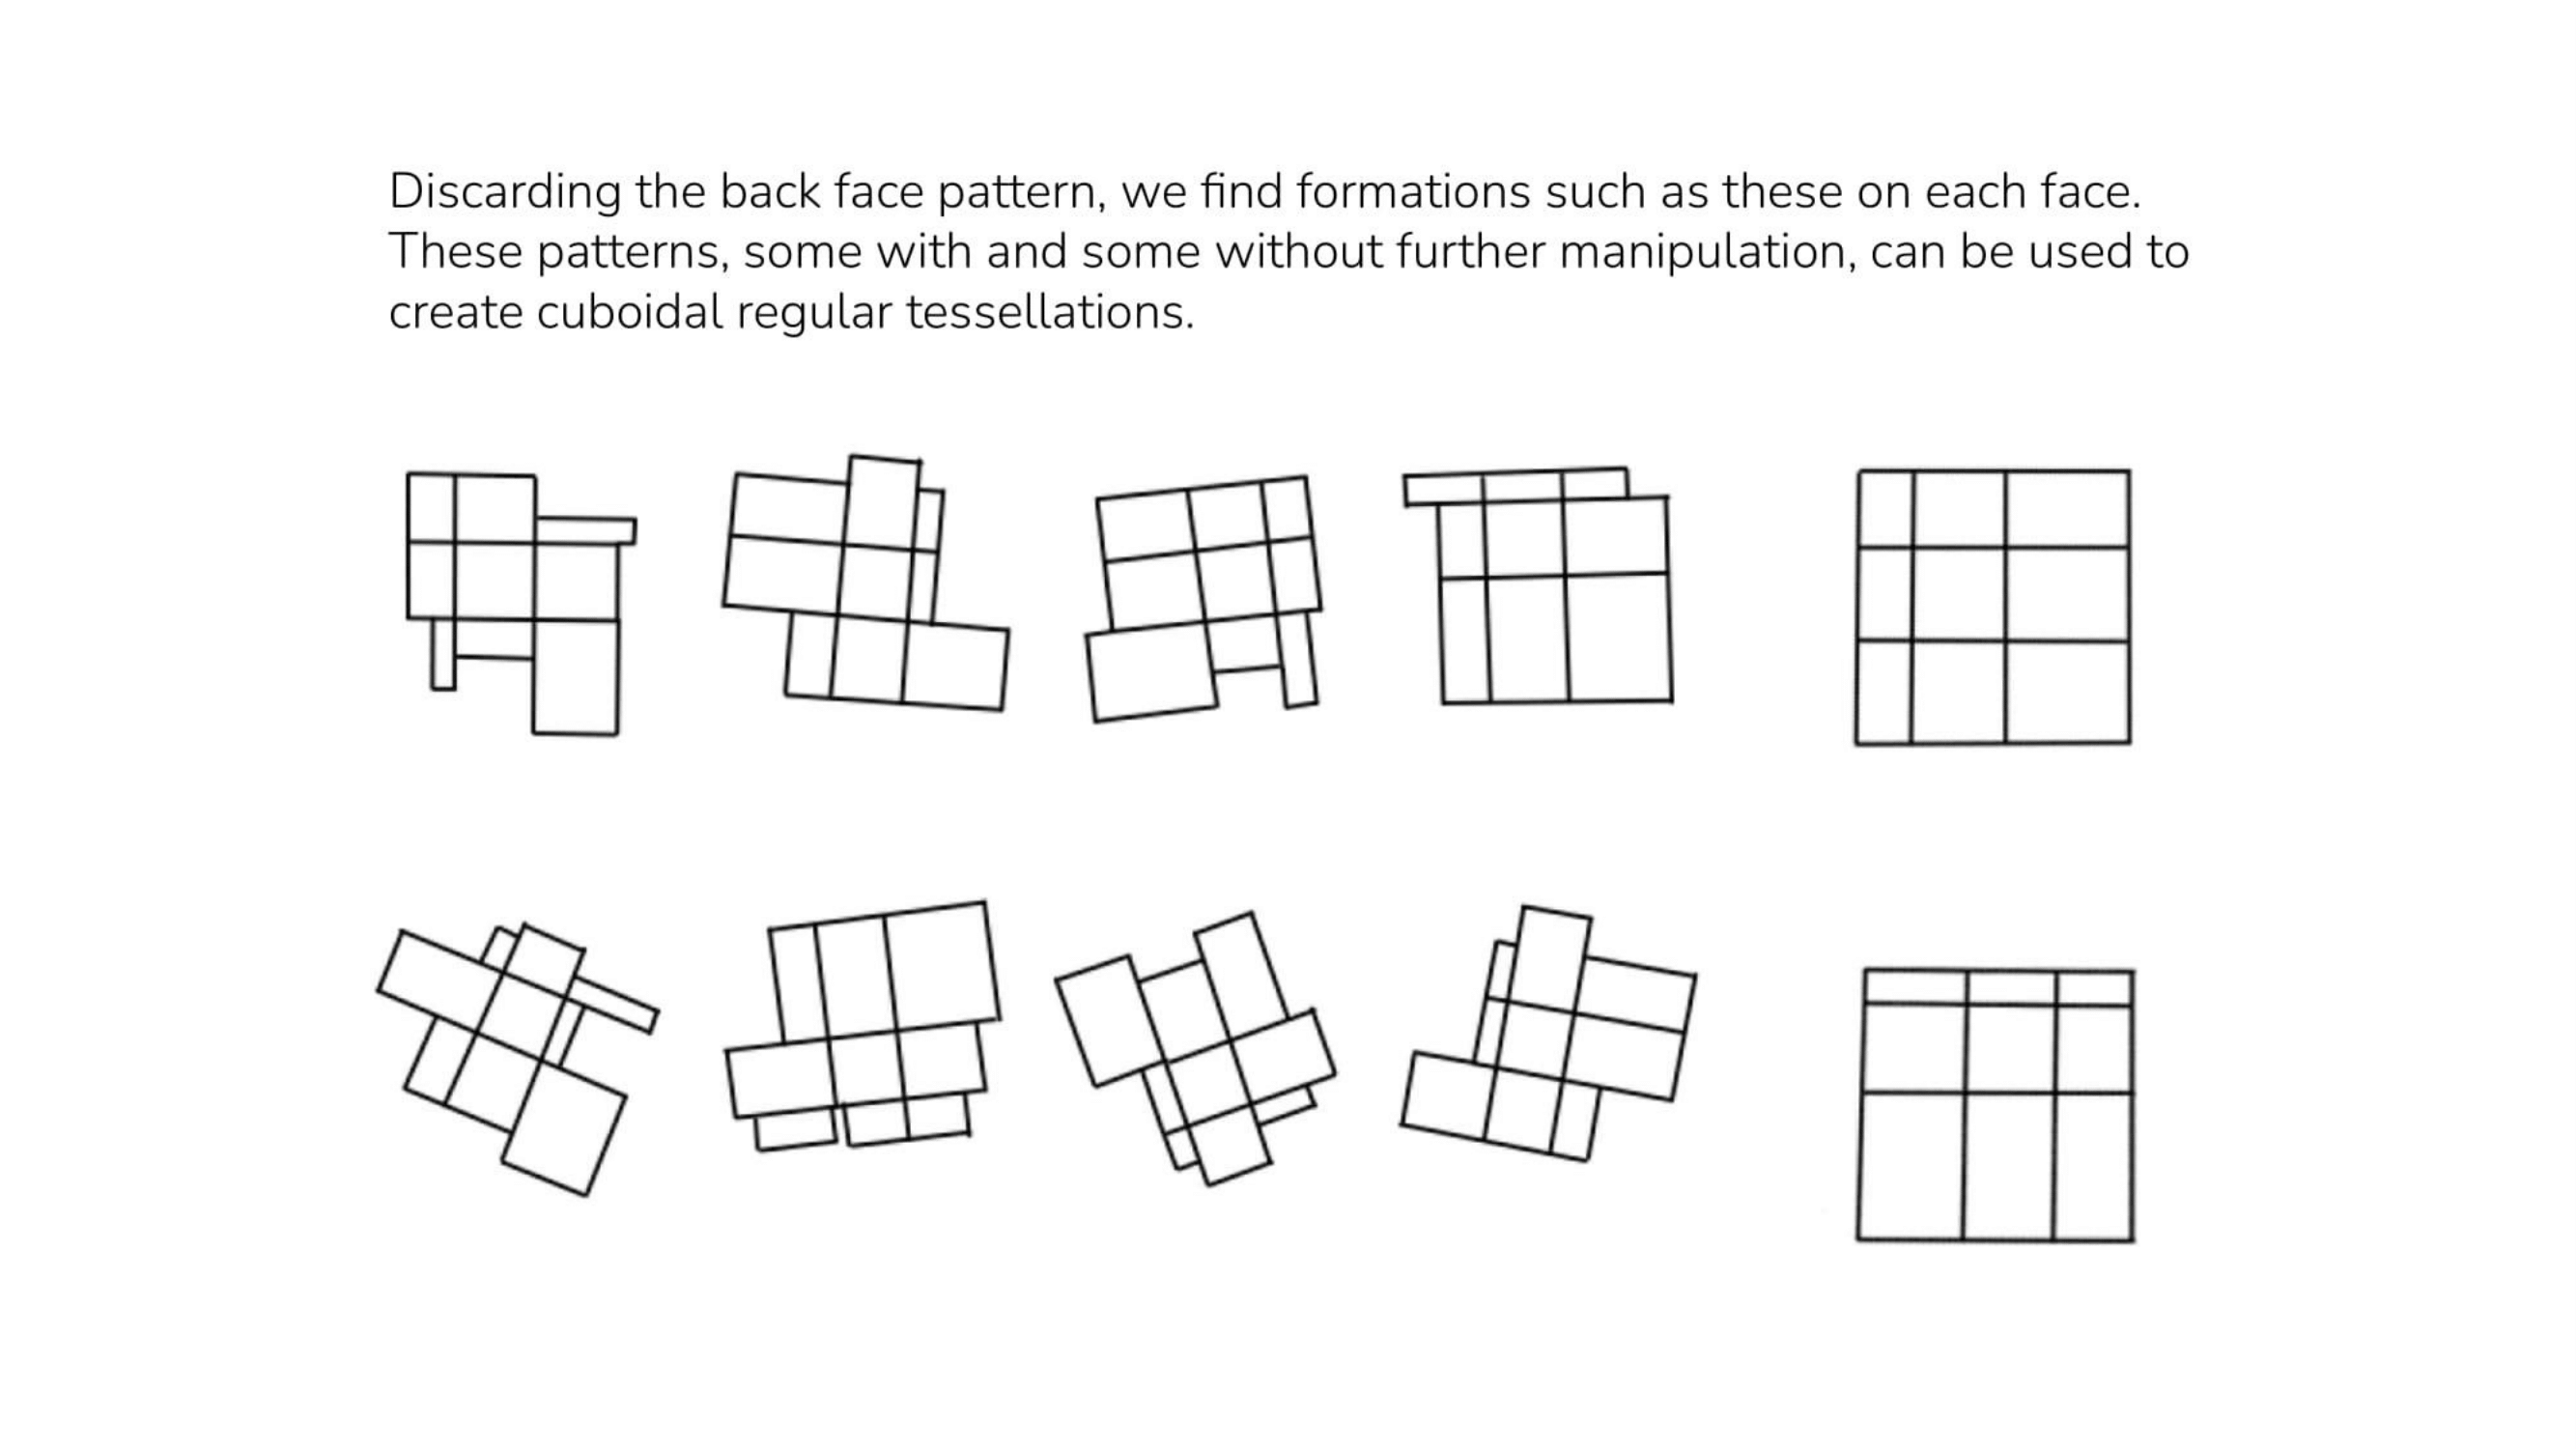 Discarding the back face pattern, we find formations such as these on each face.
These patterns, some with and some without further manipulation, can be used to
create cuboidal regular tessellations.